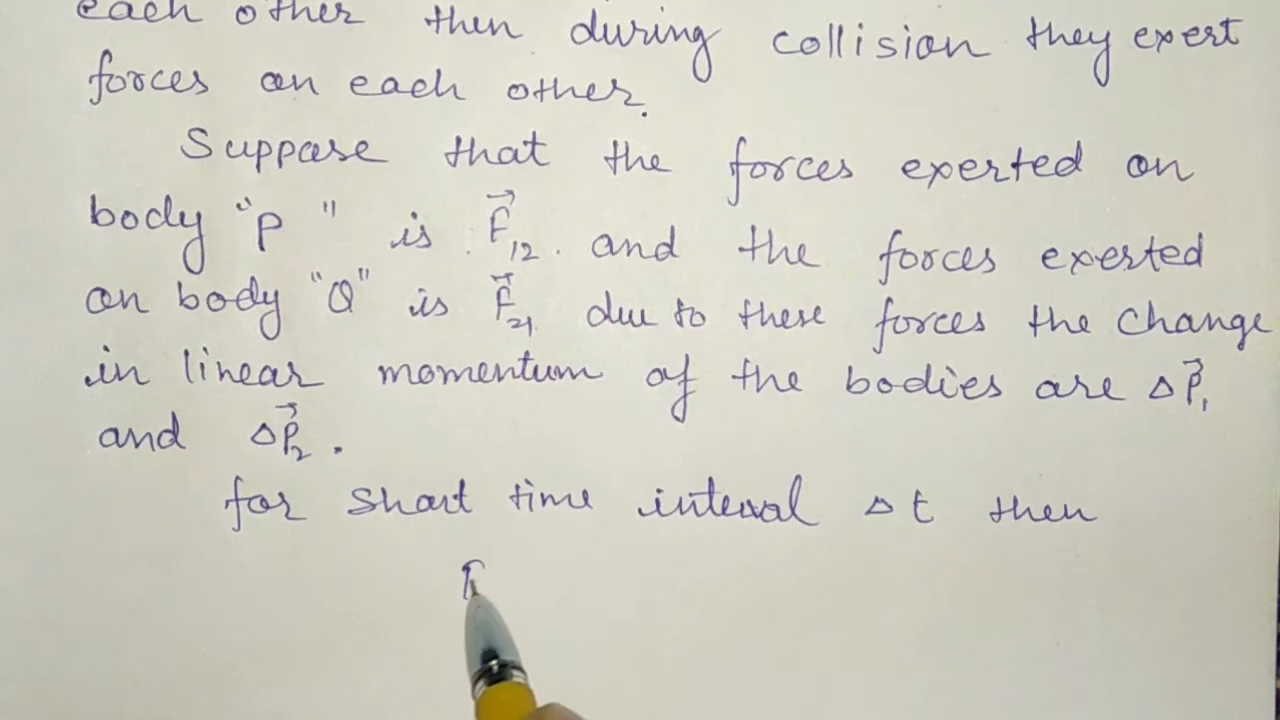 each other then during collision they exert
forces on each other.
Suppose that the forces exerted on
body "P" is F⃗₁₂. and the forces exerted
on body "Q" is F⃗₂₁ due to these forces the change
in linear momentum of the bodies are ΔP⃗₁
and ΔP⃗₂.
for short time interval Δt then